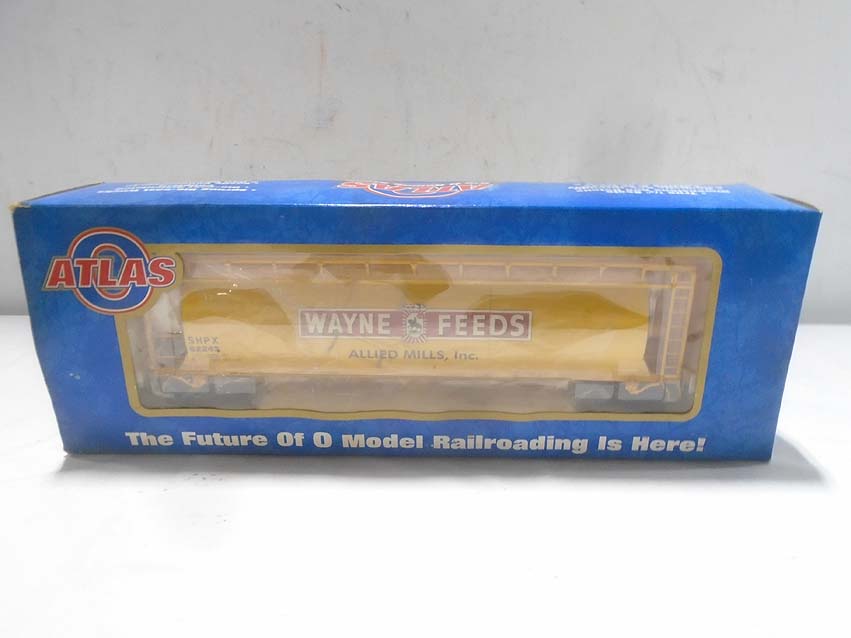 ATLAS
ATLAS
O
WAYNE FEEDS
SHPX
ALLIED MILLS, Inc.
The Future Of O Model Railroading Is Here!